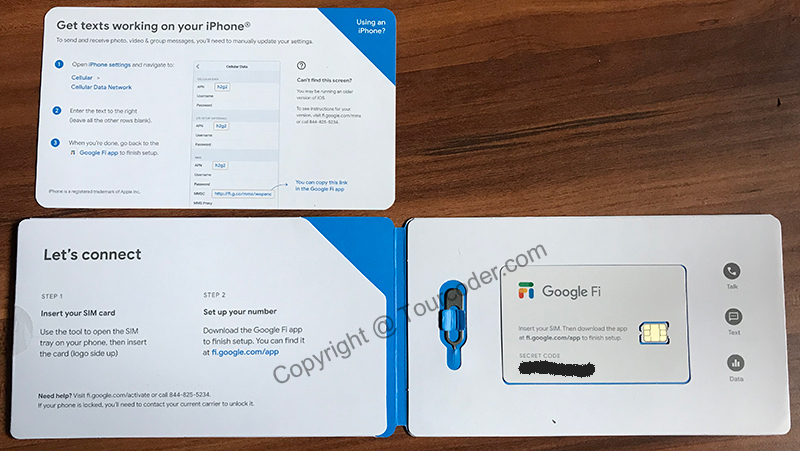 Get texts working on your iPhone®
To send and receive photo, video & group messages, you'll need to manually update your settings.
Using an
iPhone?
1 Open iPhone settings and navigate to:
Cellular >
Cellular Data Network
2 Enter the text to the right
(leave all the other rows blank).
3 When you're done, go back to the
Google Fi app to finish setup.
iPhone is a registered trademark of Apple Inc.
Cellular Data
CELLULAR DATA
APN h2g2
Username
Password
LTE SETUP (OPTIONAL)
APN h2g2
Username
Password
MMS
APN h2g2
Username
Password
MMSC http://fi.g.co/mms/wapenc
MMS Proxy
?
Can't find this screen?
You may be running an older
version of iOS.
To see instructions for your
version, visit fi.google.com/mms
or call 844-825-5234.
You can copy this link
in the Google Fi app
Let's connect
STEP 1
Insert your SIM card
Use the tool to open the SIM
tray on your phone, then insert
the card (logo side up)
STEP 2
Set up your number
Download the Google Fi app
to finish setup. You can find it
at fi.google.com/app
Need help? Visit fi.google.com/activate or call 844-825-5234.
If your phone is locked, you'll need to contact your current carrier to unlock it.
Google Fi
Insert your SIM. Then download the app
at fi.google.com/app to finish setup.
SECRET CODE
Talk
Text
Data
Copyright @ Tourcoder.com